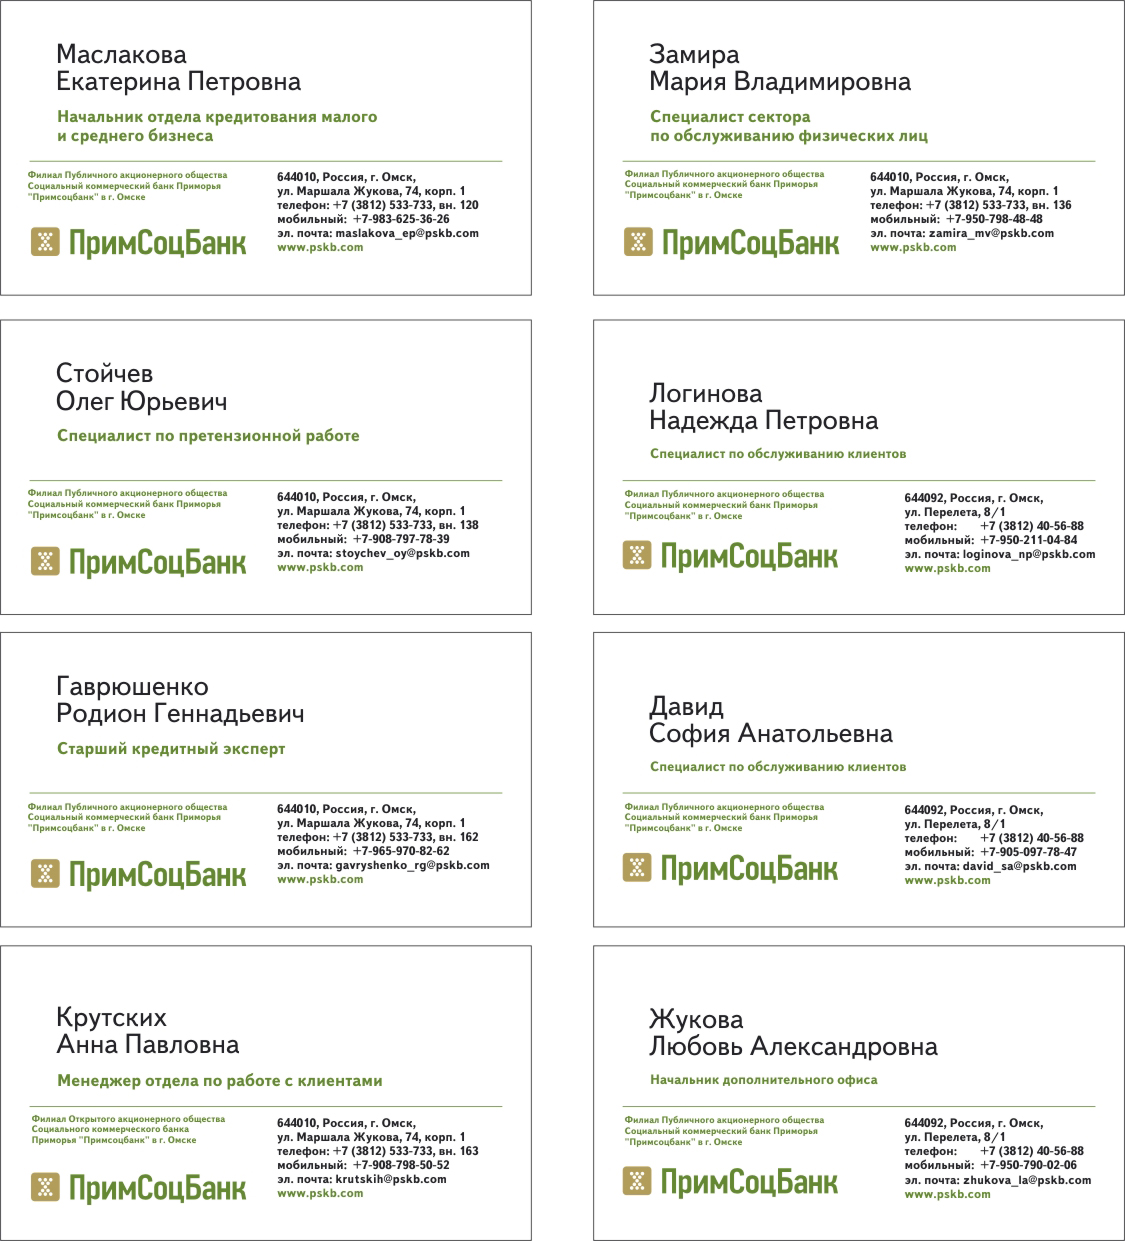 Маслакова
Екатерина Петровна
Начальник отдела кредитования малого
и среднего бизнеса
Филиал Публичного акционерного общества
Социальный коммерческий банк Приморья
"Примсоцбанк" в г. Омске
ПримСоцБанк
644010, Россия, г. Омск,
ул. Маршала Жукова, 74, корп. 1
телефон: +7 (3812) 533-733, вн. 120
мобильный: +7-983-625-36-26
эл. почта: maslakova_ep@pskb.com
www.pskb.com
Замира
Мария Владимировна
Специалист сектора
по обслуживанию физических лиц
Филиал Публичного акционерного общества
Социальный коммерческий банк Приморья
"Примсоцбанк" в г. Омске
ПримСоцБанк
644010, Россия, г. Омск,
ул. Маршала Жукова, 74, корп. 1
телефон: +7 (3812) 533-733, вн. 136
мобильный: +7-950-798-48-48
эл. почта: zamira_mv@pskb.com
www.pskb.com
Стойчев
Олег Юрьевич
Специалист по претензионной работе
Филиал Публичного акционерного общества
Социальный коммерческий банк Приморья
"Примсоцбанк" в г. Омске
ПримСоцБанк
644010, Россия, г. Омск,
ул. Маршала Жукова, 74, корп. 1
телефон: +7 (3812) 533-733, вн. 138
мобильный: +7-908-797-78-39
эл. почта: stoychev_oy@pskb.com
www.pskb.com
Логинова
Надежда Петровна
Специалист по обслуживанию клиентов
Филиал Публичного акционерного общества
Социальный коммерческий банк Приморья
"Примсоцбанк" в г. Омске
ПримСоцБанк
644092, Россия, г. Омск,
ул. Перелета, 8/1
телефон: +7 (3812) 40-56-88
мобильный: +7-950-211-04-84
эл. почта: loginova_np@pskb.com
www.pskb.com
Гаврюшенко
Родион Геннадьевич
Старший кредитный эксперт
Филиал Публичного акционерного общества
Социальный коммерческий банк Приморья
"Примсоцбанк" в г. Омске
ПримСоцБанк
644010, Россия, г. Омск,
ул. Маршала Жукова, 74, корп. 1
телефон: +7 (3812) 533-733, вн. 162
мобильный: +7-965-970-82-62
эл. почта: gavryshenko_rg@pskb.com
www.pskb.com
Давид
София Анатольевна
Специалист по обслуживанию клиентов
Филиал Публичного акционерного общества
Социальный коммерческий банк Приморья
"Примсоцбанк" в г. Омске
ПримСоцБанк
644092, Россия, г. Омск,
ул. Перелета, 8/1
телефон: +7 (3812) 40-56-88
мобильный: +7-905-097-78-47
эл. почта: david_sa@pskb.com
www.pskb.com
Крутских
Анна Павловна
Менеджер отдела по работе с клиентами
Филиал Открытого акционерного общества
Социального коммерческого банка
Приморья "Примсоцбанк" в г. Омске
ПримСоцБанк
644010, Россия, г. Омск,
ул. Маршала Жукова, 74, корп. 1
телефон: +7 (3812) 533-733, вн. 163
мобильный: +7-908-798-50-52
эл. почта: krutskih@pskb.com
www.pskb.com
Жукова
Любовь Александровна
Начальник дополнительного офиса
Филиал Публичного акционерного общества
Социальный коммерческий банк Приморья
"Примсоцбанк" в г. Омске
ПримСоцБанк
644092, Россия, г. Омск,
ул. Перелета, 8/1
телефон: +7 (3812) 40-56-88
мобильный: +7-950-790-02-06
эл. почта: zhukova_la@pskb.com
www.pskb.com